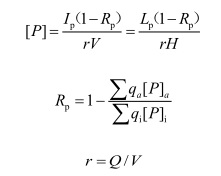 [P] = I_p(1-R_p)/rV = L_p(1-R_p)/rH
R_p = 1 - ∑q_a[P]_a/∑q_i[P]_i
r = Q/V